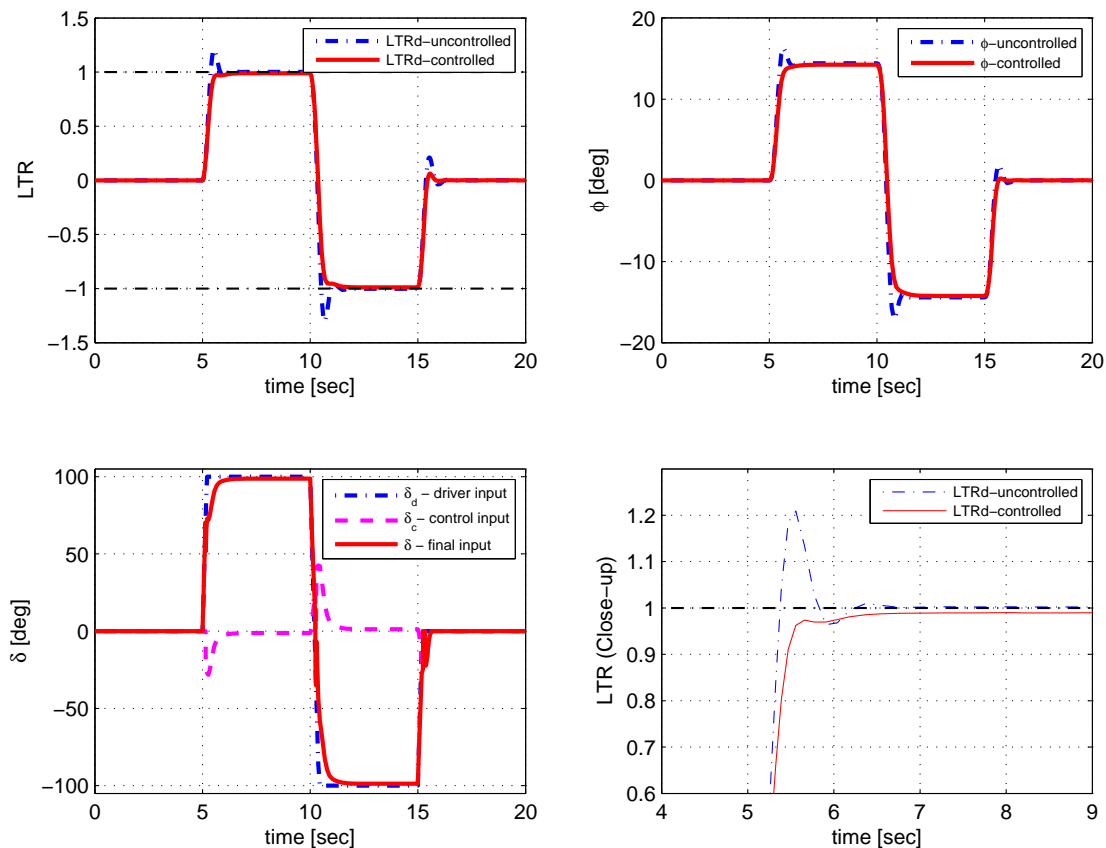 1.5
1
0.5
0
−0.5
−1
−1.5
LTR
0 5 10 15 20
time [sec]
LTRd−uncontrolled
LTRd−controlled
20
10
0
−10
−20
ϕ [deg]
0 5 10 15 20
time [sec]
ϕ−uncontrolled
ϕ−controlled
100
50
0
−50
−100
δ [deg]
0 5 10 15 20
time [sec]
δd − driver input
δc − control input
δ − final input
1.2
1.1
1
0.9
0.8
0.7
0.6
LTR (Close−up)
4 5 6 7 8 9
time [sec]
LTRd−uncontrolled
LTRd−controlled